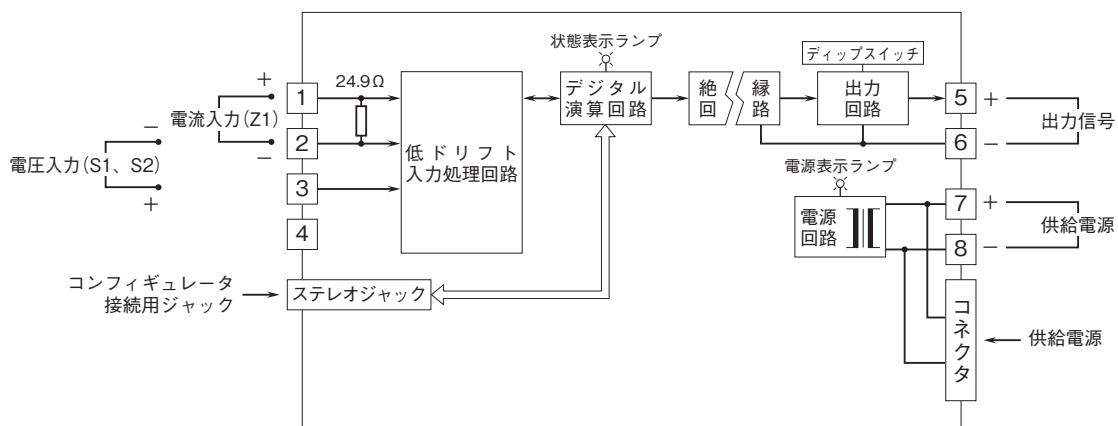 状態表示ランプ
ディップスイッチ
24.9Ω
+
1
電流入力(Z1)
−
2
−
電圧入力(S1、S2)
+
3
4
低ドリフト
入力処理回路
デジタル
演算回路
絶縁
回路
出力
回路
5
+
出力信号
6
−
電源表示ランプ
電源
回路
7
+
供給電源
8
−
コンフィギュレータ
接続用ジャック
ステレオジャック
コネクタ
供給電源